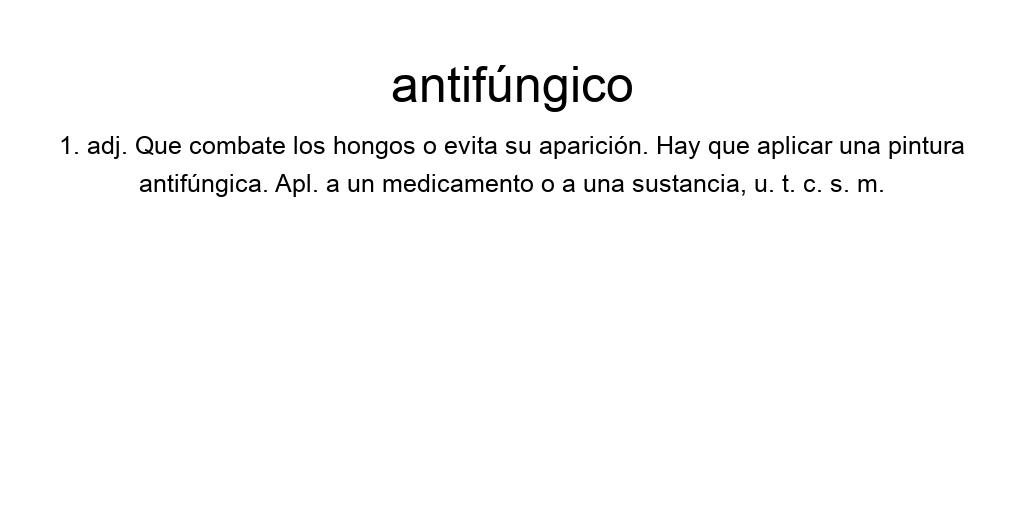 antifúngico
1. adj. Que combate los hongos o evita su aparición. Hay que aplicar una pintura
antifúngica. Apl. a un medicamento o a una sustancia, u. t. c. s. m.